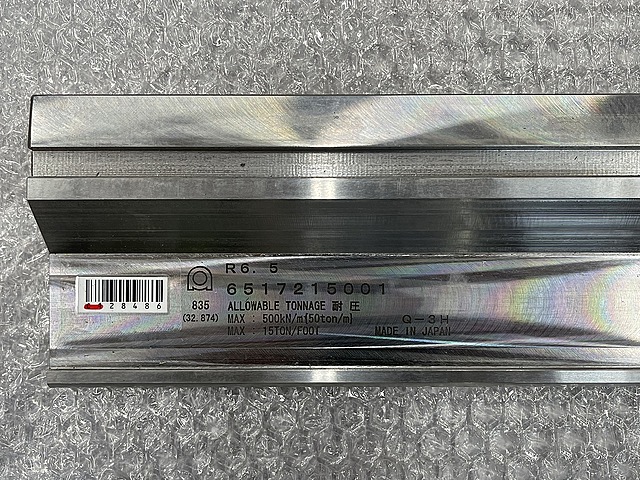 R6.5
6517215001
28486
835
(32.874)
ALLOWABLE TONNAGE 耐圧
MAX : 500kN/m{50ton/m}
MAX : 15TON/FOOT
Q-3H
MADE IN JAPAN